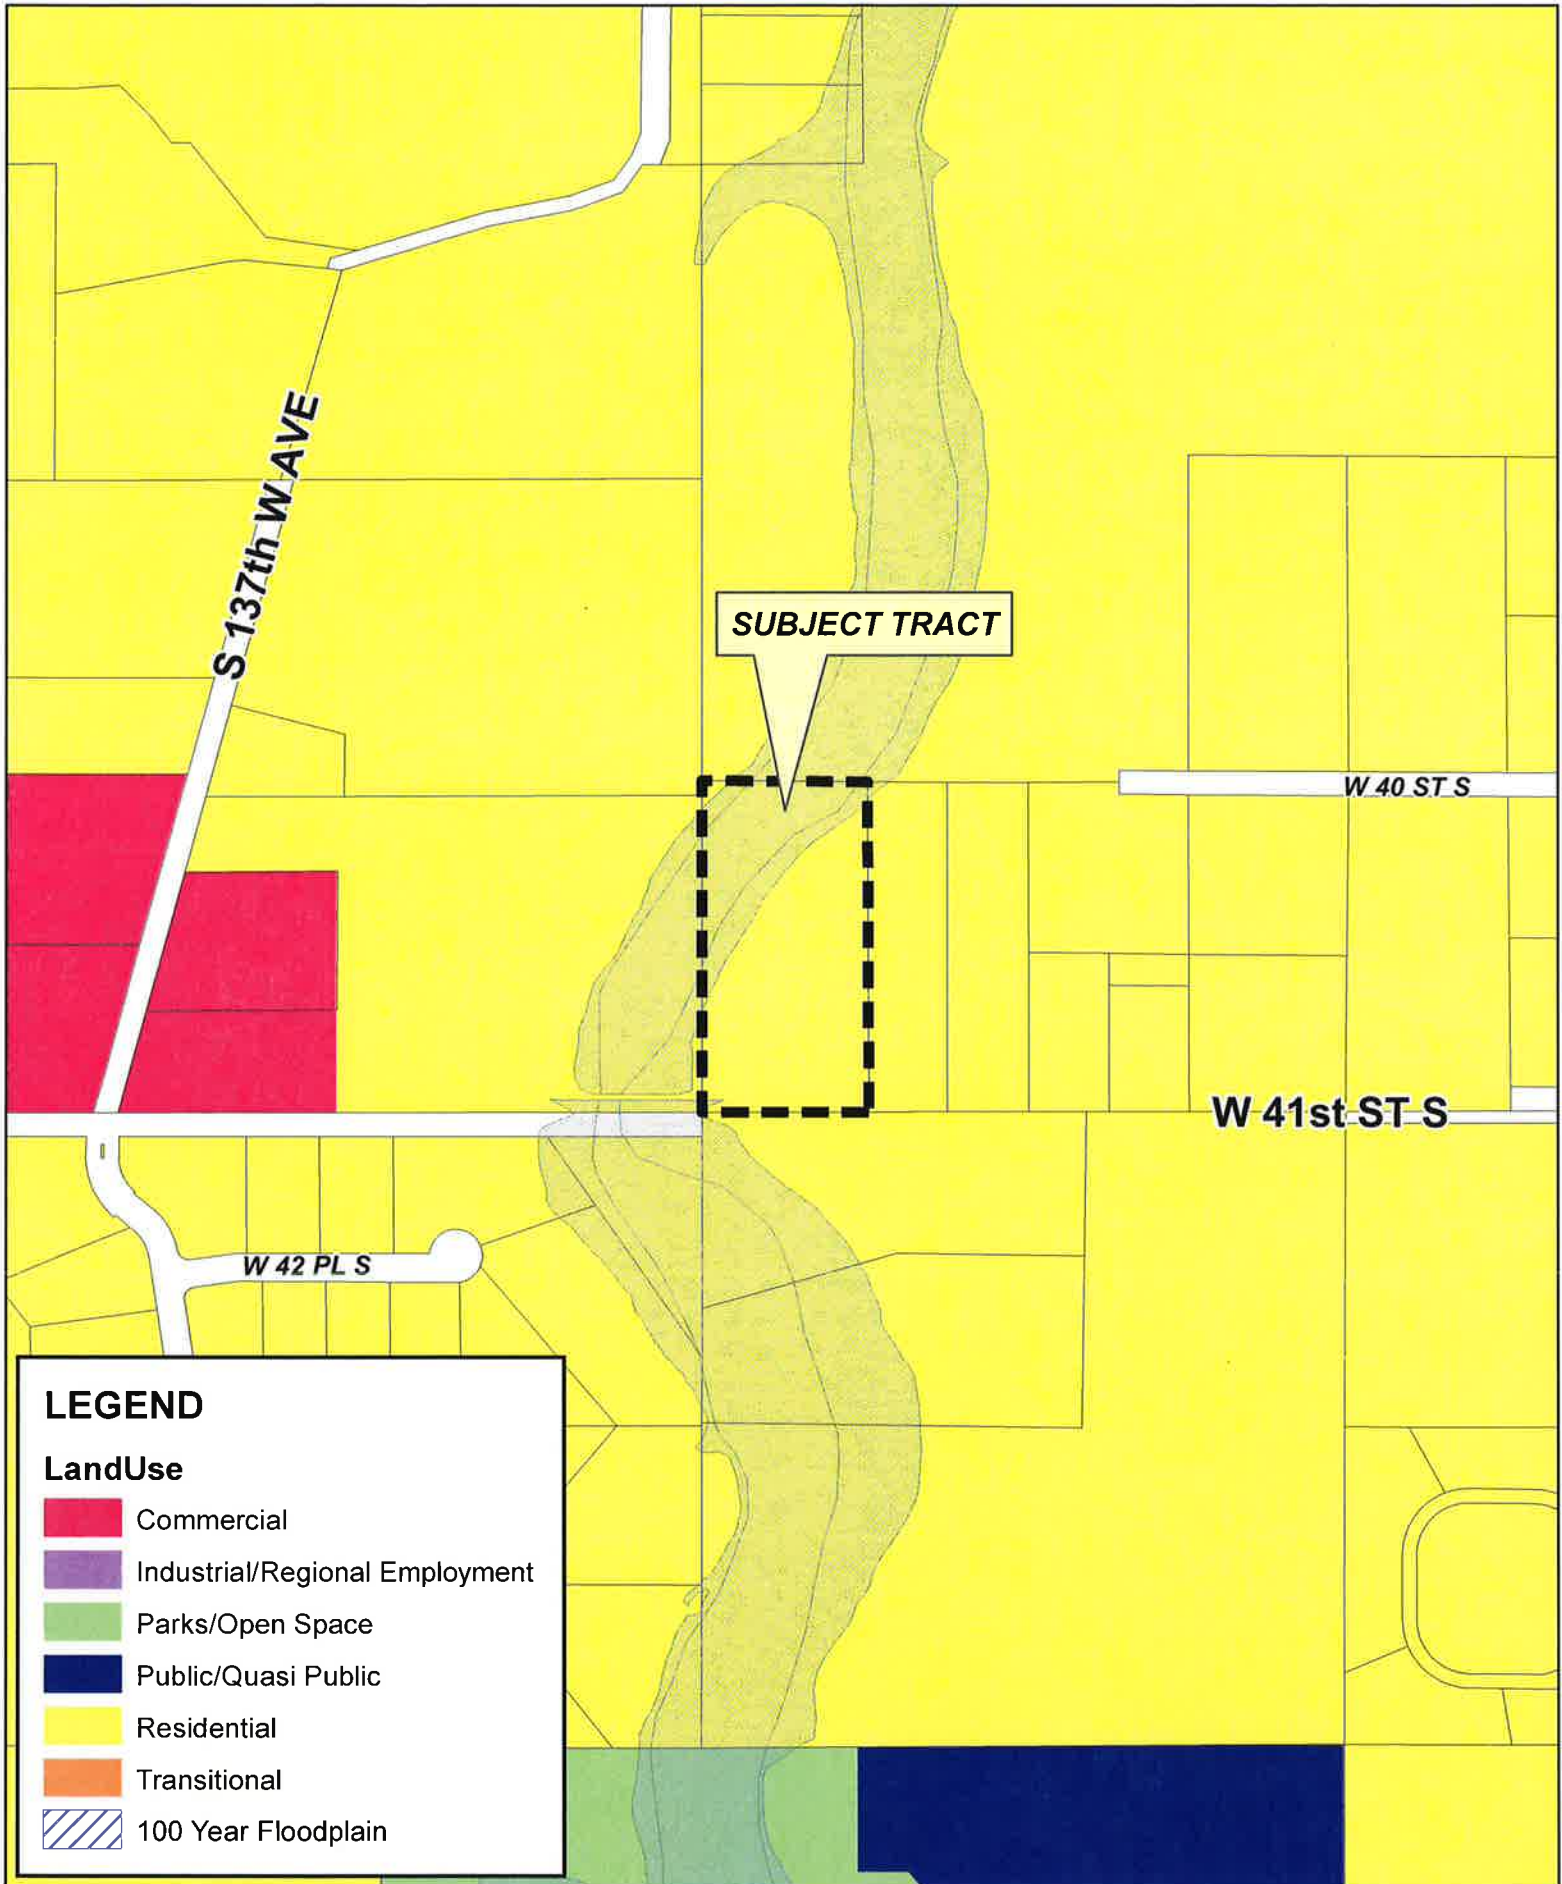 S 137th W AVE
SUBJECT TRACT
W 40 ST S
W 41st ST S
W 42 PL S
LEGEND
LandUse
Commercial
Industrial/Regional Employment
Parks/Open Space
Public/Quasi Public
Residential
Transitional
100 Year Floodplain